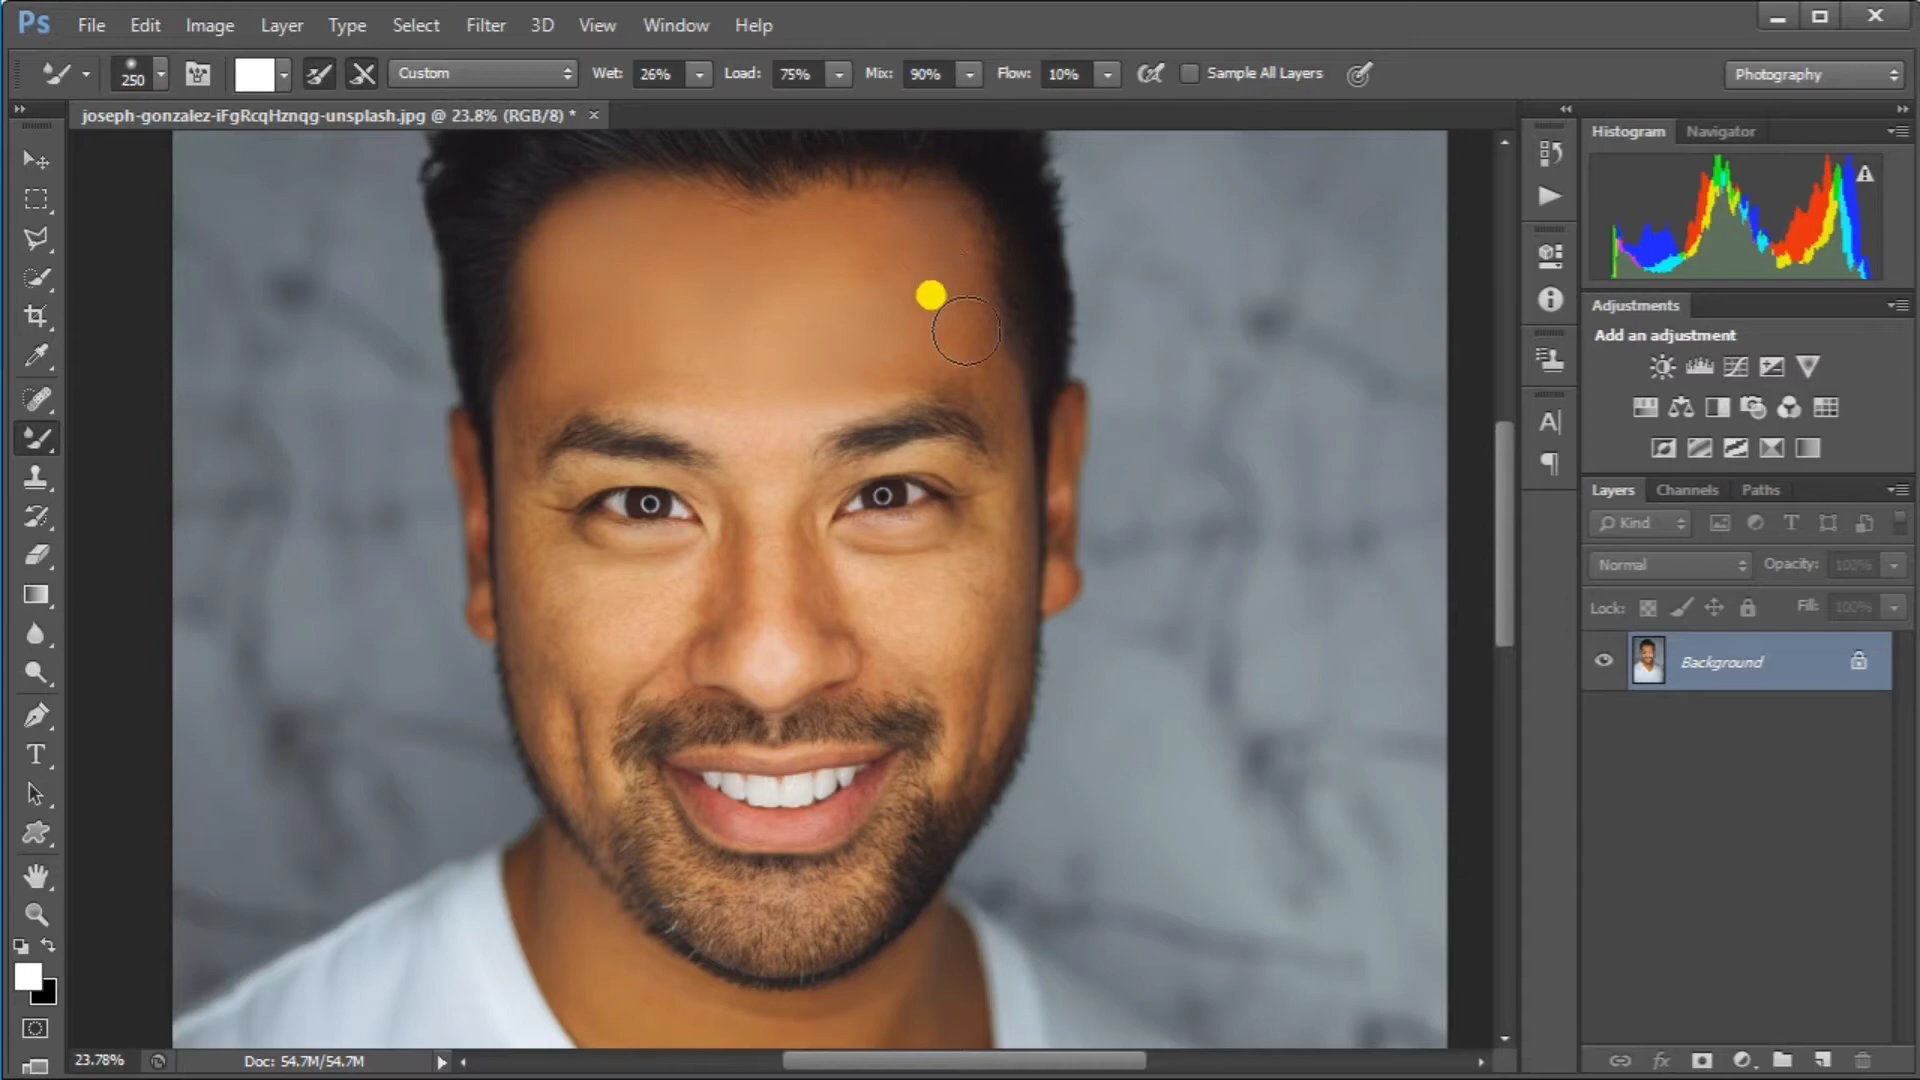 Ps File Edit Image Layer Type Select Filter 3D View Window Help
250 Custom Wet: 26% Load: 75% Mix: 90% Flow: 10% Sample All Layers Photography
joseph-gonzalez-iFgRcqHznqg-unsplash.jpg @ 23.8% (RGB/8) * ×
Histogram Navigator
Adjustments
Add an adjustment
Layers Channels Paths
Kind
Normal Opacity: 100%
Lock: Fill: 100%
Background
fx
23.78% Doc: 54.7M/54.7M